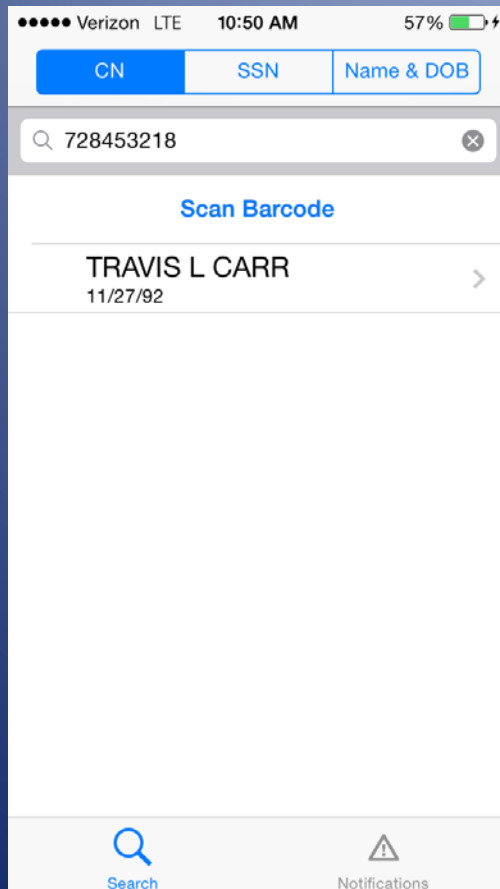 Verizon LTE 10:50 AM 57%
CN SSN Name & DOB
728453218
Scan Barcode
TRAVIS L CARR
11/27/92
Search Notifications